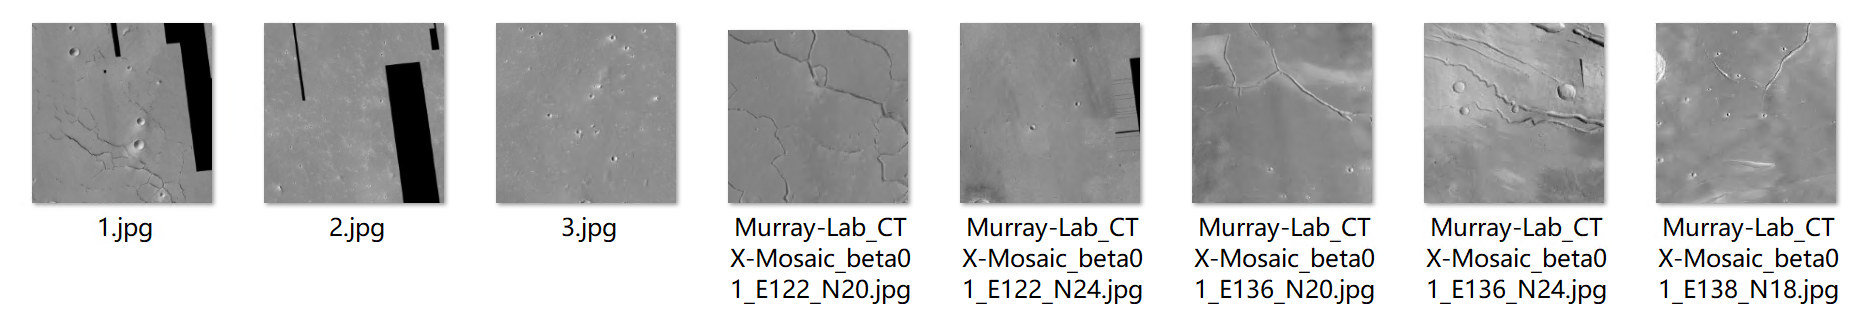 1.jpg
2.jpg
3.jpg
Murray-Lab_CT
X-Mosaic_beta0
1_E122_N20.jpg
Murray-Lab_CT
X-Mosaic_beta0
1_E122_N24.jpg
Murray-Lab_CT
X-Mosaic_beta0
1_E136_N20.jpg
Murray-Lab_CT
X-Mosaic_beta0
1_E136_N24.jpg
Murray-Lab_CT
X-Mosaic_beta0
1_E138_N18.jpg